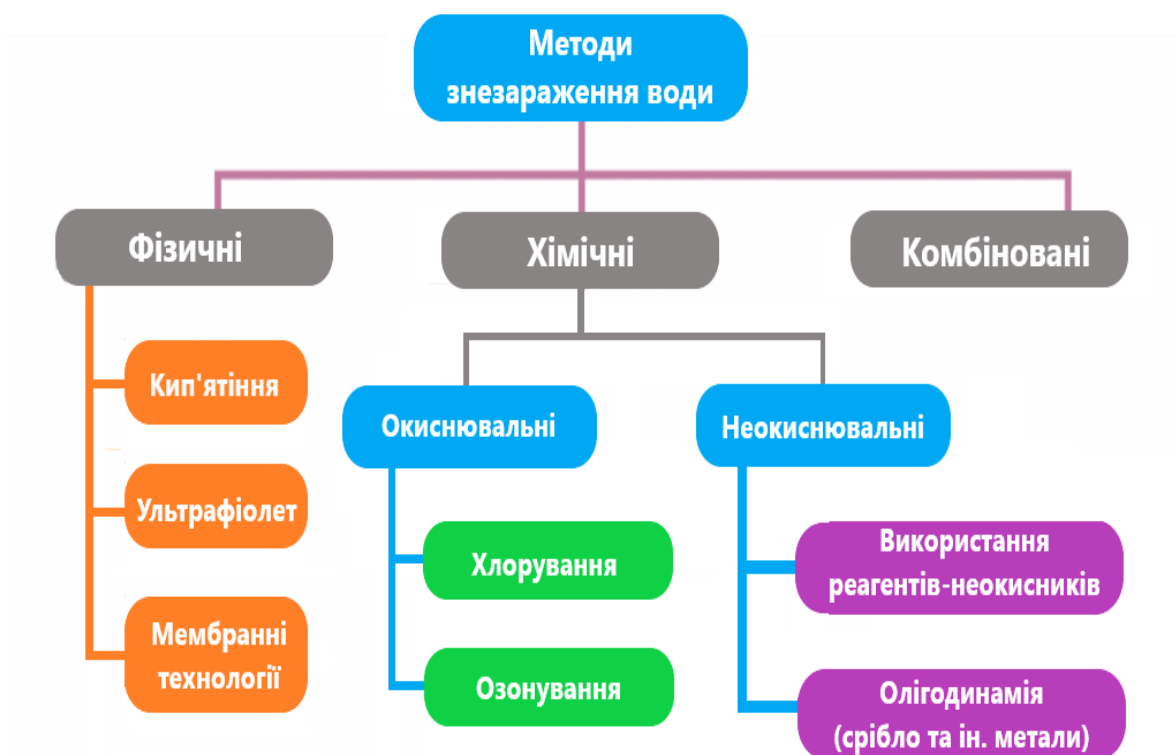 Методи
знезараження води
Фізичні
Хімічні
Комбіновані
Кип'ятіння
Ультрафіолет
Мембранні
технології
Окиснювальні
Хлорування
Озонування
Неокиснювальні
Використання
реагентів-неокисників
Олігодинамія
(срібло та ін. метали)